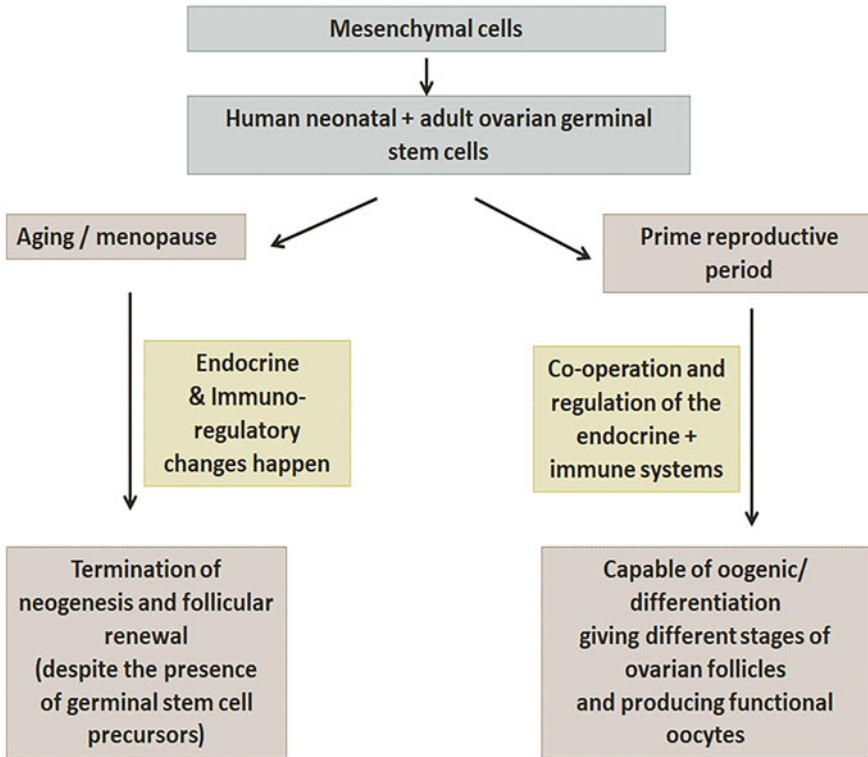 Mesenchymal cells
Human neonatal + adult ovarian germinal
stem cells
Aging / menopause
Prime reproductive
period
Endocrine
& Immuno-
regulatory
changes happen
Co-operation and
regulation of the
endocrine +
immune systems
Termination of
neogenesis and follicular
renewal
(despite the presence
of germinal stem cell
precursors)
Capable of oogenic/
differentiation
giving different stages of
ovarian follicles
and producing functional
oocytes